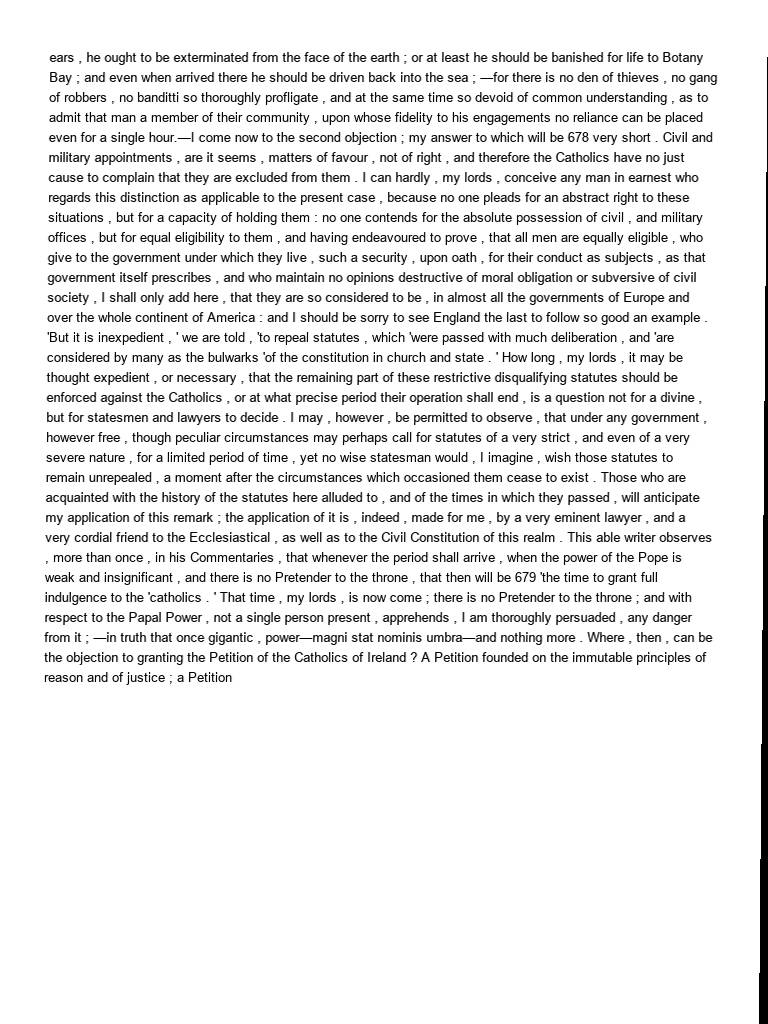 ears , he ought to be exterminated from the face of the earth ; or at least he should be banished for life to Botany
Bay ; and even when arrived there he should be driven back into the sea ; —for there is no den of thieves , no gang
of robbers , no banditti so thoroughly profligate , and at the same time so devoid of common understanding , as to
admit that man a member of their community , upon whose fidelity to his engagements no reliance can be placed
even for a single hour.—I come now to the second objection ; my answer to which will be 678 very short . Civil and
military appointments , are it seems , matters of favour , not of right , and therefore the Catholics have no just
cause to complain that they are excluded from them . I can hardly , my lords , conceive any man in earnest who
regards this distinction as applicable to the present case , because no one pleads for an abstract right to these
situations , but for a capacity of holding them : no one contends for the absolute possession of civil , and military
offices , but for equal eligibility to them , and having endeavoured to prove , that all men are equally eligible , who
give to the government under which they live , such a security , upon oath , for their conduct as subjects , as that
government itself prescribes , and who maintain no opinions destructive of moral obligation or subversive of civil
society , I shall only add here , that they are so considered to be , in almost all the governments of Europe and
over the whole continent of America : and I should be sorry to see England the last to follow so good an example .
'But it is inexpedient , ' we are told , 'to repeal statutes , which 'were passed with much deliberation , and 'are
considered by many as the bulwarks 'of the constitution in church and state . ' How long , my lords , it may be
thought expedient , or necessary , that the remaining part of these restrictive disqualifying statutes should be
enforced against the Catholics , or at what precise period their operation shall end , is a question not for a divine ,
but for statesmen and lawyers to decide . I may , however , be permitted to observe , that under any government ,
however free , though peculiar circumstances may perhaps call for statutes of a very strict , and even of a very
severe nature , for a limited period of time , yet no wise statesman would , I imagine , wish those statutes to
remain unrepealed , a moment after the circumstances which occasioned them cease to exist . Those who are
acquainted with the history of the statutes here alluded to , and of the times in which they passed , will anticipate
my application of this remark ; the application of it is , indeed , made for me , by a very eminent lawyer , and a
very cordial friend to the Ecclesiastical , as well as to the Civil Constitution of this realm . This able writer observes
, more than once , in his Commentaries , that whenever the period shall arrive , when the power of the Pope is
weak and insignificant , and there is no Pretender to the throne , that then will be 679 'the time to grant full
indulgence to the 'catholics . ' That time , my lords , is now come ; there is no Pretender to the throne ; and with
respect to the Papal Power , not a single person present , apprehends , I am thoroughly persuaded , any danger
from it ; —in truth that once gigantic , power—magni stat nominis umbra—and nothing more . Where , then , can be
the objection to granting the Petition of the Catholics of Ireland ? A Petition founded on the immutable principles of
reason and of justice ; a Petition